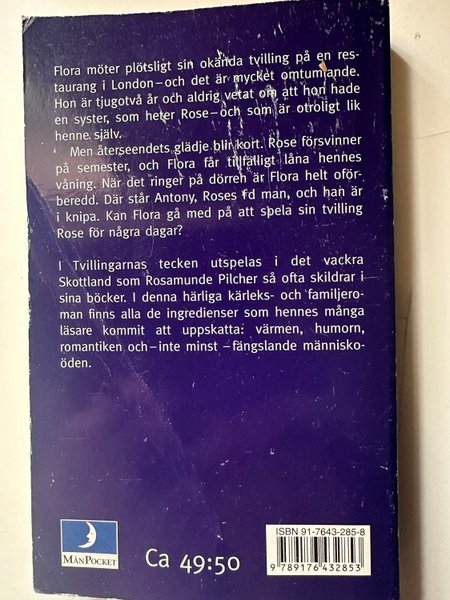 Flora möter plötsligt sin okända tvilling på en res-
taurang i London – och det är mycket omtumlande.
Hon är tjugotvå år och aldrig vetat om att hon hade
en syster, som heter Rose – och som är otroligt lik
henne själv.
Men återseendets glädje blir kort. Rose försvinner
på semester, och Flora får tillfälligt låna hennes
våning. När det ringer på dörren är Flora helt oför-
beredd. Där står Antony, Roses fd man, och han är
i knipa. Kan Flora gå med på att spela sin tvilling
Rose för några dagar?
I Tvillingarnas tecken utspelas i det vackra
Skottland som Rosamunde Pilcher så ofta skildrar i
sina böcker. I denna härliga kärleks- och familjero-
man finns alla de ingredienser som hennes många
läsare kommit att uppskatta: värmen, humorn,
romantiken och – inte minst – fängslande människo-
öden.
MånPocket
Ca 49:50
ISBN 91-7643-285-8
9 789176 432853